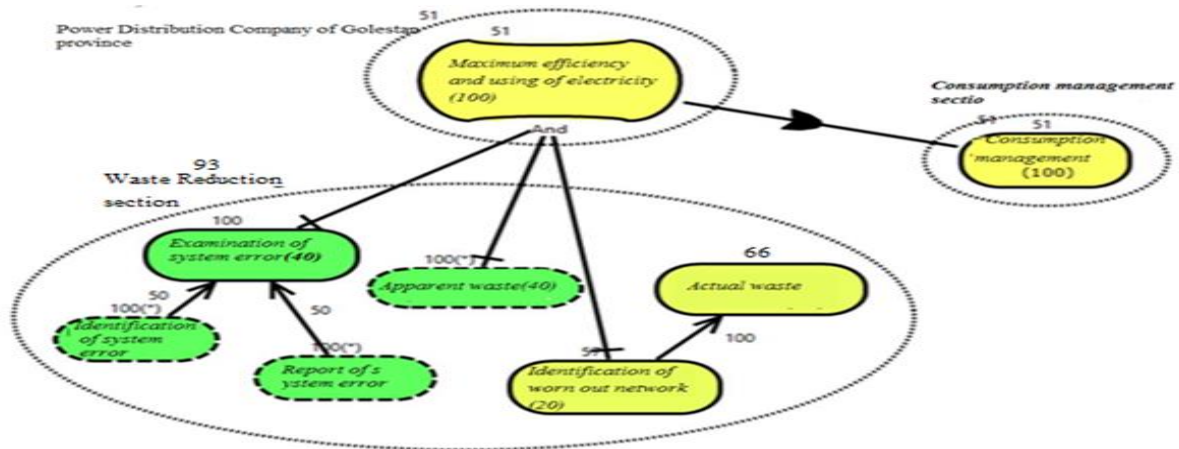 51
Power Distribution Company of Golestan
province
51
Maximum efficiency
and using of electricity
(100)
And
Consumption management
sectio
51
51
Consumption
management
(100)
93
Waste Reduction
section
100
Examination of
system error(40)
50
100(*)
Identification
of system
error
50
100(*)
Report of s
ystem error
100(*)
Apparent waste(40)
66
Actual waste
100
Identification of
worn out network
(20)